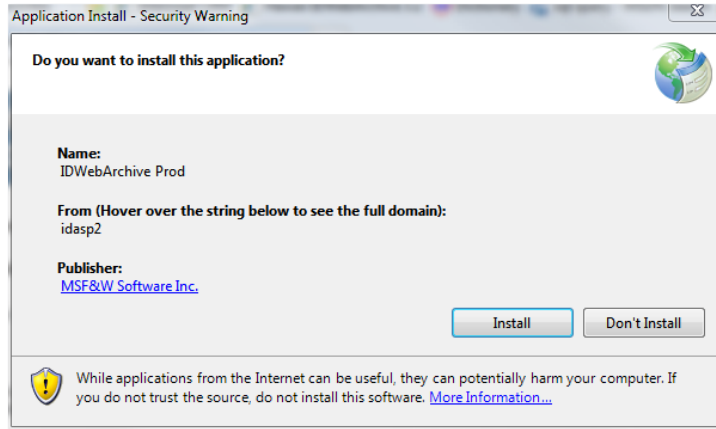 Application Install - Security Warning
Do you want to install this application?
Name:
IDWebArchive Prod
From (Hover over the string below to see the full domain):
idasp2
Publisher:
MSF&W Software Inc.
Install
Don't Install
While applications from the Internet can be useful, they can potentially harm your computer. If
you do not trust the source, do not install this software. More Information...